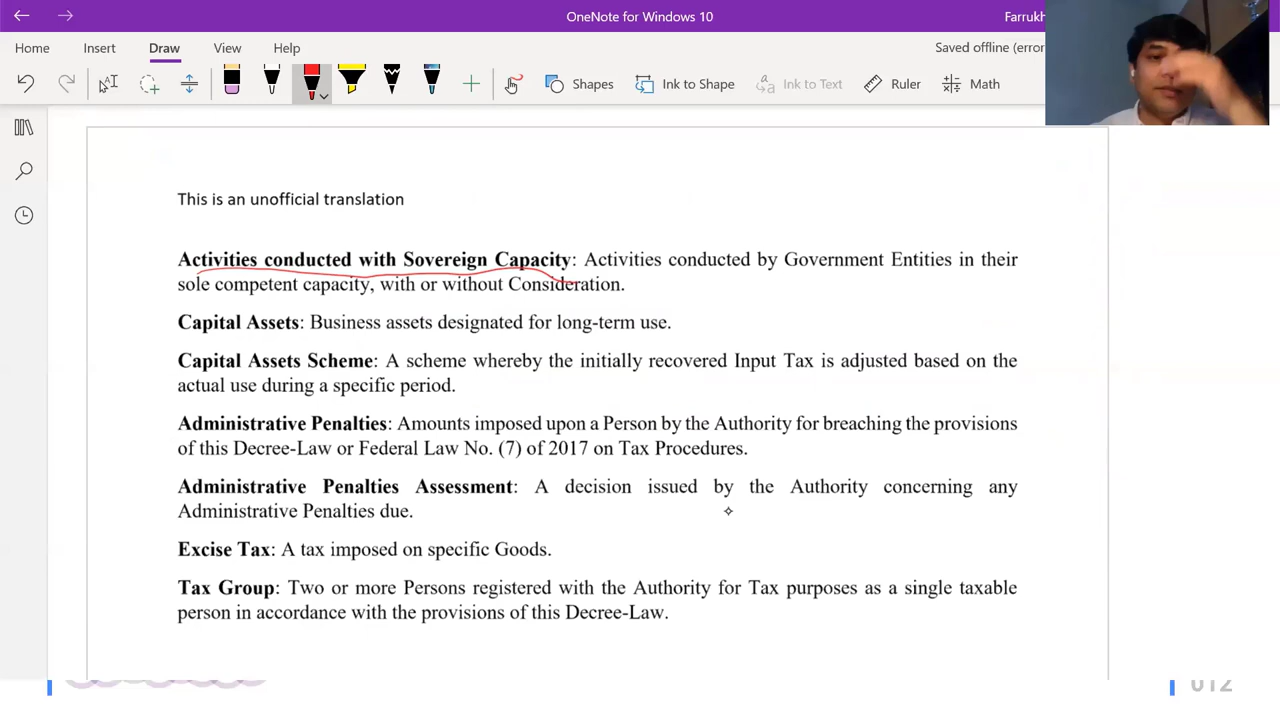 OneNote for Windows 10
Farrukh
Home Insert Draw View Help
Saved offline (error
Shapes Ink to Shape Ink to Text Ruler Math
This is an unofficial translation
Activities conducted with Sovereign Capacity: Activities conducted by Government Entities in their
sole competent capacity, with or without Consideration.
Capital Assets: Business assets designated for long-term use.
Capital Assets Scheme: A scheme whereby the initially recovered Input Tax is adjusted based on the
actual use during a specific period.
Administrative Penalties: Amounts imposed upon a Person by the Authority for breaching the provisions
of this Decree-Law or Federal Law No. (7) of 2017 on Tax Procedures.
Administrative Penalties Assessment: A decision issued by the Authority concerning any
Administrative Penalties due.
Excise Tax: A tax imposed on specific Goods.
Tax Group: Two or more Persons registered with the Authority for Tax purposes as a single taxable
person in accordance with the provisions of this Decree-Law.
012